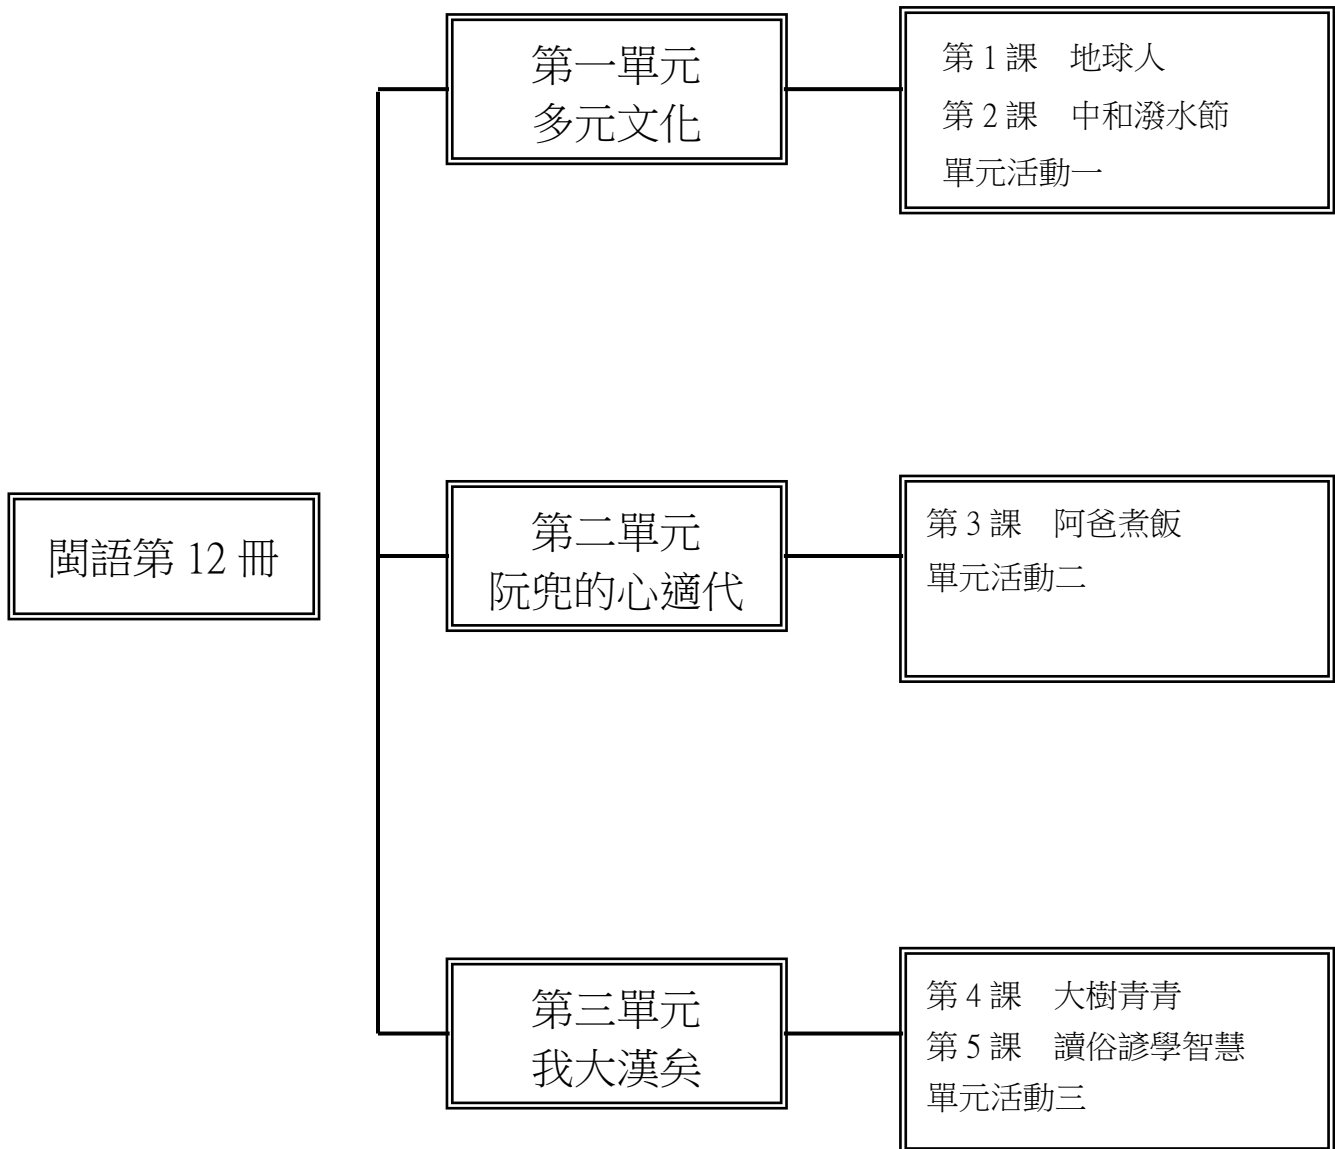 閩語第 12 冊
第一單元
多元文化
第 1 課　地球人
第 2 課　中和潑水節
單元活動一
第二單元
阮兜的心適代
第 3 課　阿爸煮飯
單元活動二
第三單元
我大漢矣
第 4 課　大樹青青
第 5 課　讀俗諺學智慧
單元活動三